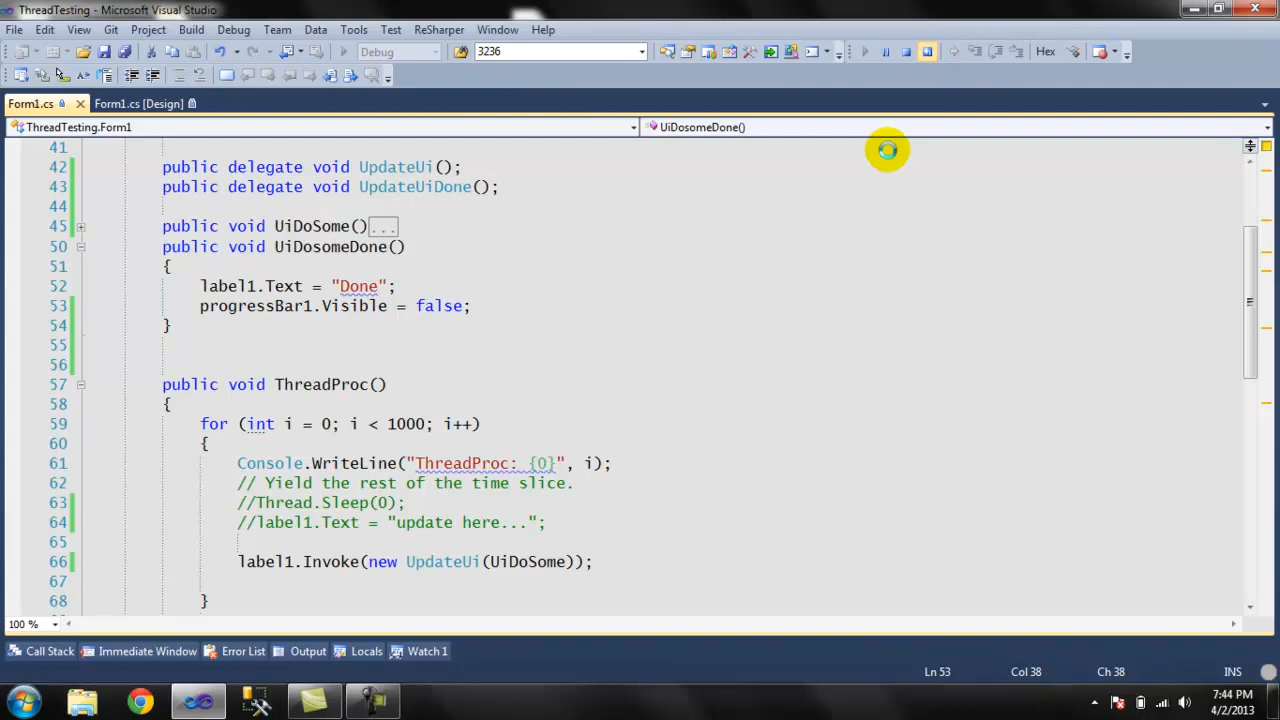 ThreadTesting - Microsoft Visual Studio
File Edit View Git Project Build Debug Team Data Tools Test ReSharper Window Help
Debug 3236 Hex
Form1.cs Form1.cs [Design]
ThreadTesting.Form1 UiDosomeDone()
41
42 public delegate void UpdateUi();
43 public delegate void UpdateUiDone();
44
45 public void UiDoSome()...
50 public void UiDosomeDone()
51 {
52 label1.Text = "Done";
53 progressBar1.Visible = false;
54 }
55
56
57 public void ThreadProc()
58 {
59 for (int i = 0; i < 1000; i++)
60 {
61 Console.WriteLine("ThreadProc: {0}", i);
62 // Yield the rest of the time slice.
63 //Thread.Sleep(0);
64 //label1.Text = "update here...";
65
66 label1.Invoke(new UpdateUi(UiDoSome));
67
68 }
100 %
Call Stack Immediate Window Error List Output Locals Watch 1
Ln 53 Col 38 Ch 38 INS
7:44 PM
4/2/2013